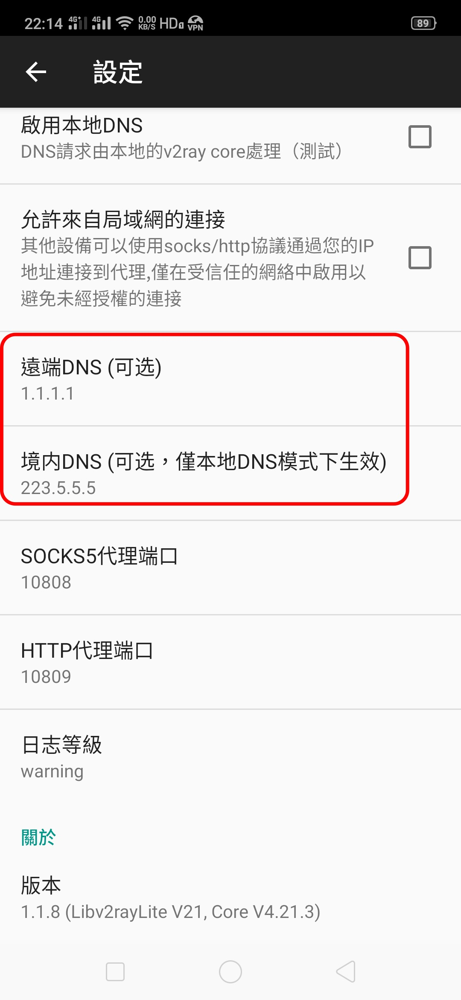 22:14 4G+ 4G 0.00 KB/S HD1 VPN 89
設定
啟用本地DNS
DNS請求由本地的v2ray core處理（測試）
允許來自局域網的連接
其他設備可以使用socks/http協議通過您的IP
地址連接到代理,僅在受信任的網絡中啟用以
避免未經授權的連接
遠端DNS (可选)
1.1.1.1
境内DNS (可选，僅本地DNS模式下生效)
223.5.5.5
SOCKS5代理端口
10808
HTTP代理端口
10809
日志等級
warning
關於
版本
1.1.8 (Libv2rayLite V21, Core V4.21.3)